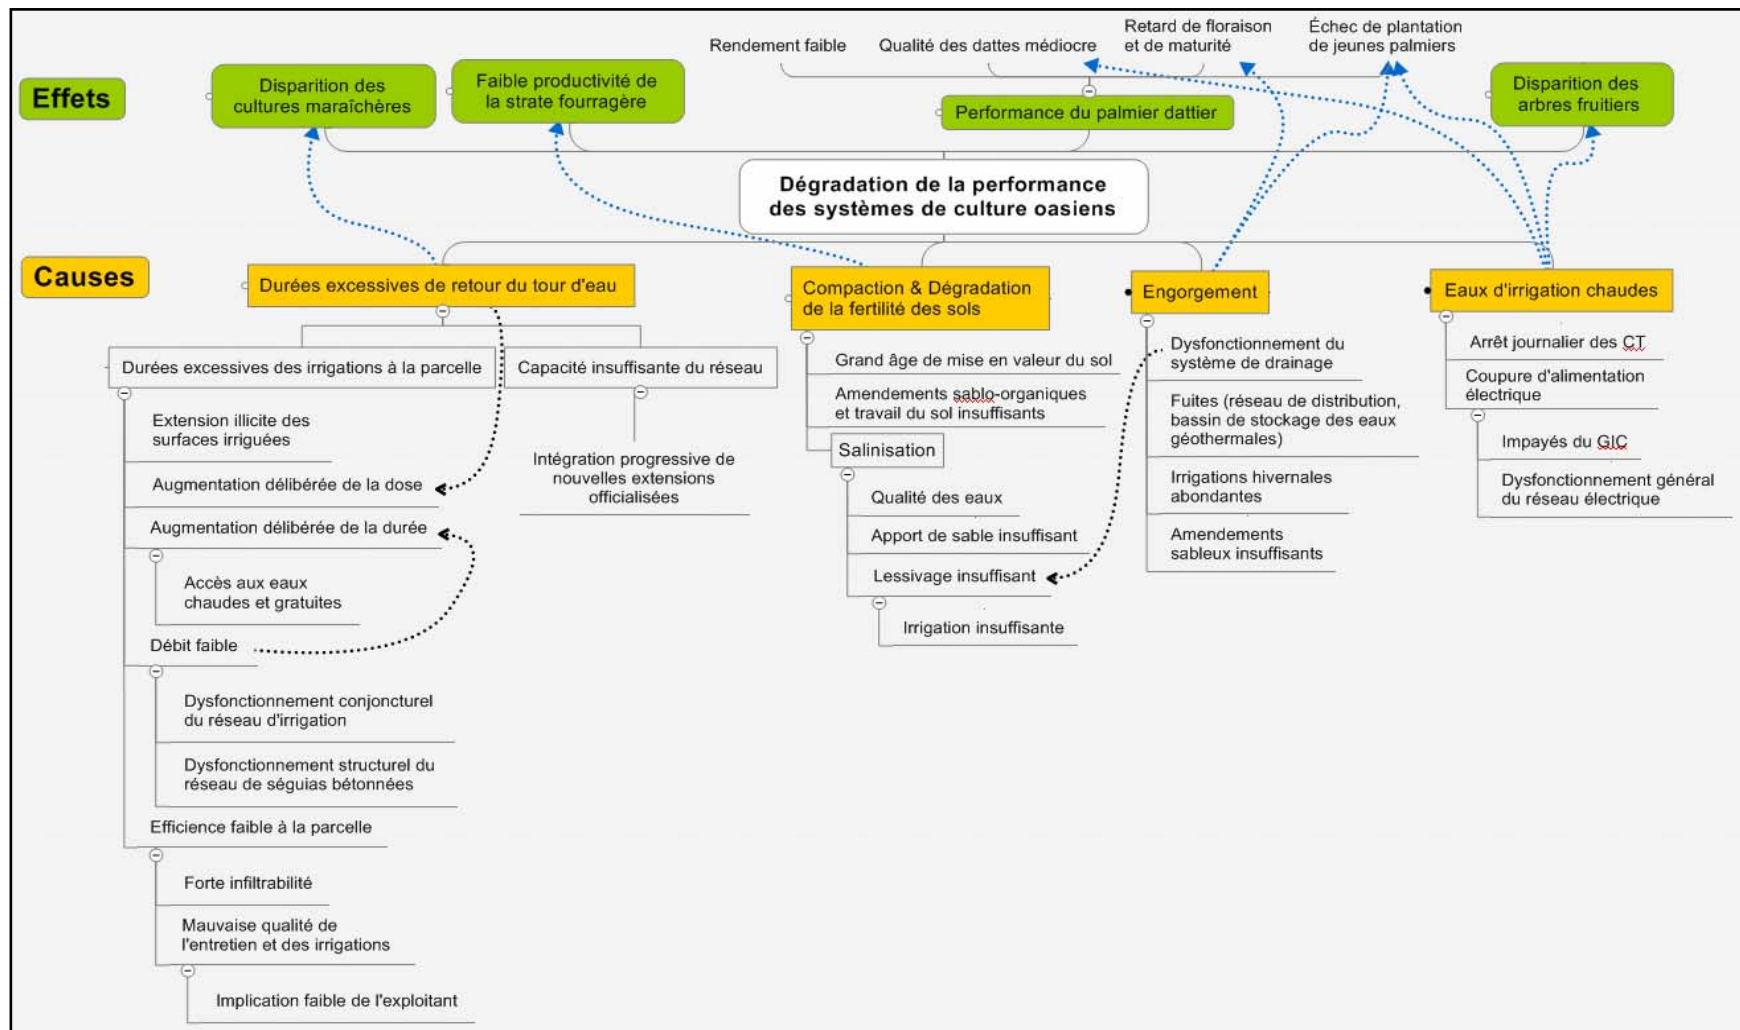 Rendement faible
Qualité des dattes médiocre
Retard de floraison
et de maturité
Échec de plantation
de jeunes palmiers
Effets
Disparition des
cultures maraîchères
Faible productivité de
la strate fourragère
Performance du palmier dattier
Disparition des
arbres fruitiers
Dégradation de la performance
des systèmes de culture oasiens
Causes
Durées excessives de retour du tour d'eau
Durées excessives des irrigations à la parcelle
Extension illicite des
surfaces irriguées
Augmentation délibérée de la dose
Augmentation délibérée de la durée
Accès aux eaux
chaudes et gratuites
Débit faible
Dysfonctionnement conjoncturel
du réseau d'irrigation
Dysfonctionnement structurel du
réseau de séguias bétonnées
Efficience faible à la parcelle
Forte infiltrabilité
Mauvaise qualité de
l'entretien et des irrigations
Implication faible de l'exploitant
Capacité insuffisante du réseau
Intégration progressive de
nouvelles extensions
officialisées
Compaction & Dégradation
de la fertilité des sols
Grand âge de mise en valeur du sol
Amendements sablo-organiques
et travail du sol insuffisants
Salinisation
Qualité des eaux
Apport de sable insuffisant
Lessivage insuffisant
Irrigation insuffisante
Engorgement
Dysfonctionnement du
système de drainage
Fuites (réseau de distribution,
bassin de stockage des eaux
géothermales)
Irrigations hivernales
abondantes
Amendements
sableux insuffisants
Eaux d'irrigation chaudes
Arrêt journalier des CT
Coupure d'alimentation
électrique
Impayés du GIC
Dysfonctionnement général
du réseau électrique